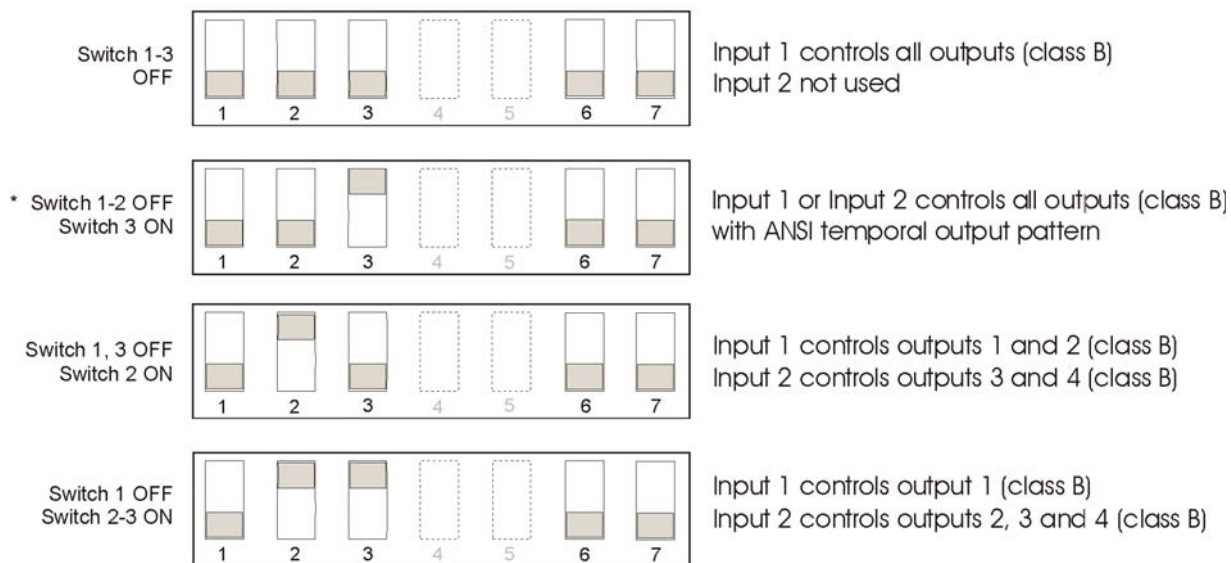 Switch 1-3
OFF
1 2 3 4 5 6 7
Input 1 controls all outputs (class B)
Input 2 not used
* Switch 1-2 OFF
Switch 3 ON
1 2 3 4 5 6 7
Input 1 or Input 2 controls all outputs (class B)
with ANSI temporal output pattern
Switch 1, 3 OFF
Switch 2 ON
1 2 3 4 5 6 7
Input 1 controls outputs 1 and 2 (class B)
Input 2 controls outputs 3 and 4 (class B)
Switch 1 OFF
Switch 2-3 ON
1 2 3 4 5 6 7
Input 1 controls output 1 (class B)
Input 2 controls outputs 2, 3 and 4 (class B)